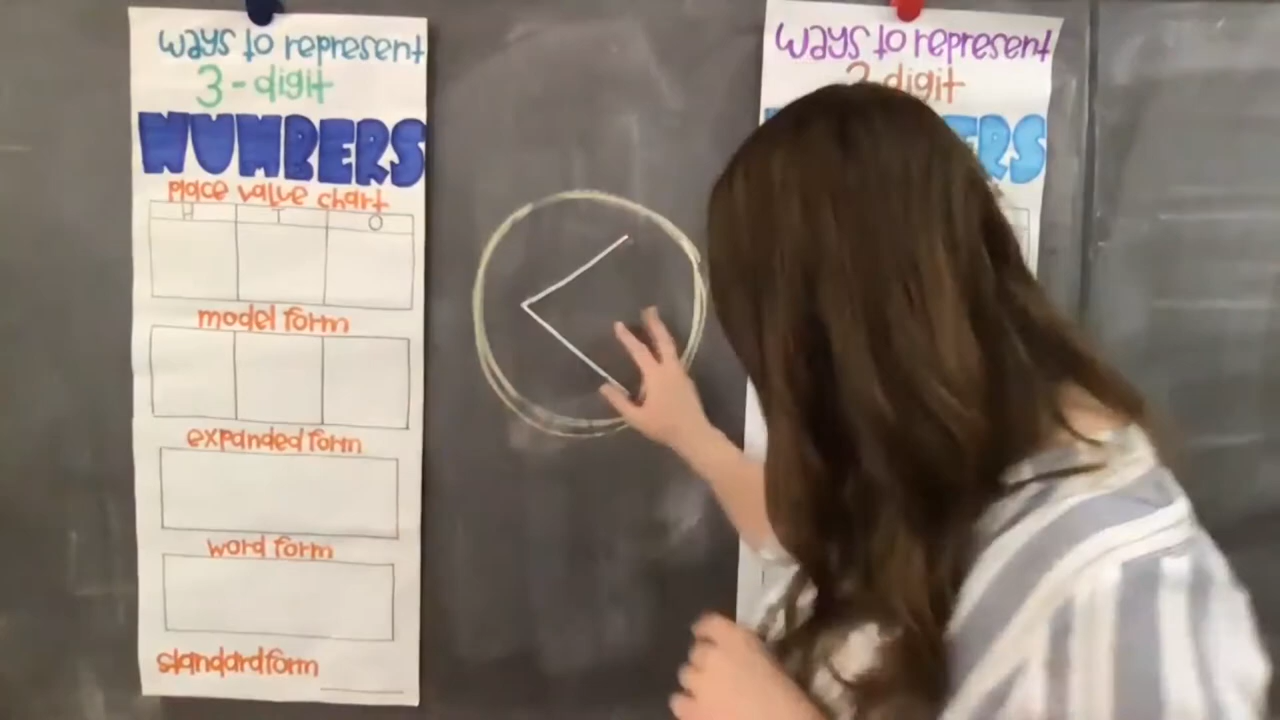 ways to represent
3-digit
NUMBERS
place value chart
H T O
model form
expanded form
word form
standard form
<
ways to represent
digit
ERS